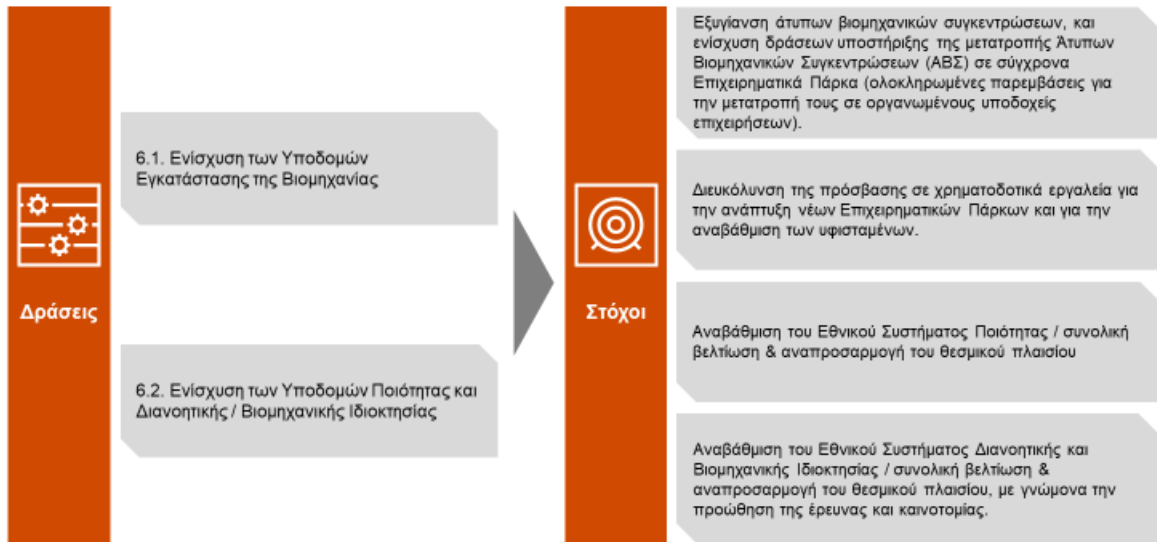 Δράσεις
6.1. Ενίσχυση των Υποδομών
Εγκατάστασης της Βιομηχανίας
6.2. Ενίσχυση των Υποδομών Ποιότητας και
Διανοητικής / Βιομηχανικής Ιδιοκτησίας
Στόχοι
Εξυγίανση άτυπων βιομηχανικών συγκεντρώσεων, και
ενίσχυση δράσεων υποστήριξης της μετατροπής Άτυπων
Βιομηχανικών Συγκεντρώσεων (ΑΒΣ) σε σύγχρονα
Επιχειρηματικά Πάρκα (ολοκληρωμένες παρεμβάσεις για
την μετατροπή τους σε οργανωμένους υποδοχείς
επιχειρήσεων).
Διευκόλυνση της πρόσβασης σε χρηματοδοτικά εργαλεία για
την ανάπτυξη νέων Επιχειρηματικών Πάρκων και για την
αναβάθμιση των υφισταμένων.
Αναβάθμιση του Εθνικού Συστήματος Ποιότητας / συνολική
βελτίωση & αναπροσαρμογή του θεσμικού πλαισίου
Αναβάθμιση του Εθνικού Συστήματος Διανοητικής και
Βιομηχανικής Ιδιοκτησίας / συνολική βελτίωση &
αναπροσαρμογή του θεσμικού πλαισίου, με γνώμονα την
προώθηση της έρευνας και καινοτομίας.